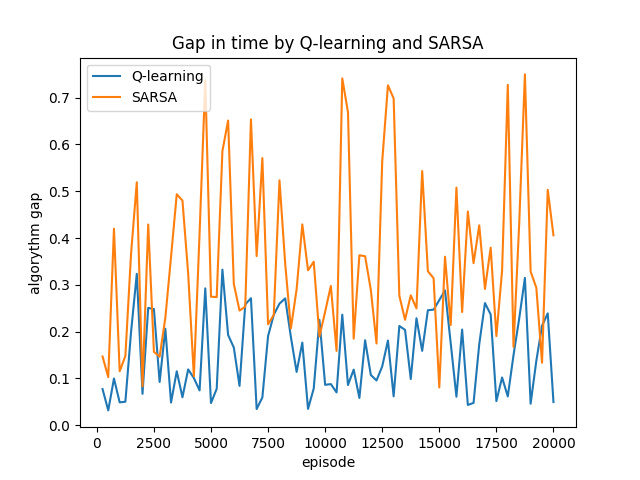 Gap in time by Q-learning and SARSA
Q-learning
SARSA
algorythm gap
0.7
0.6
0.5
0.4
0.3
0.2
0.1
0.0
0 2500 5000 7500 10000 12500 15000 17500 20000
episode